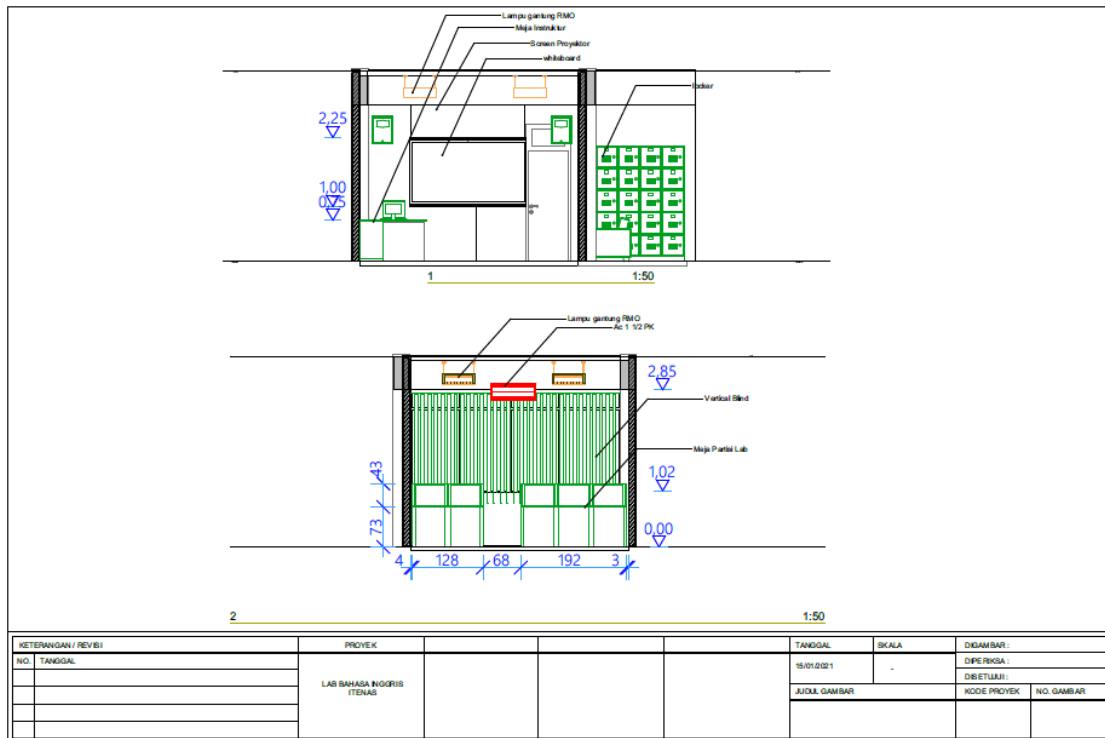 Lampu gantung RMO
Meja Instruktur
Screen Proyektor
whiteboard
locker
2,25
1,00
0,75
1 1:50
Lampu gantung RMO
Ac 1 1/2 PK
2,85
Vertical Blind
Meja Partisi Lab
43
1,02
73
0,00
4 128 68 192 3
2 1:50
KETERANGAN / REVISI PROYEK TANGGAL SKALA DIGAMBAR :
NO. TANGGAL 15/01/2021 - DIPERIKSA :
LAB BAHASA INGGRIS
ITENAS
DISETUJUI :
JUDUL GAMBAR KODE PROYEK NO. GAMBAR